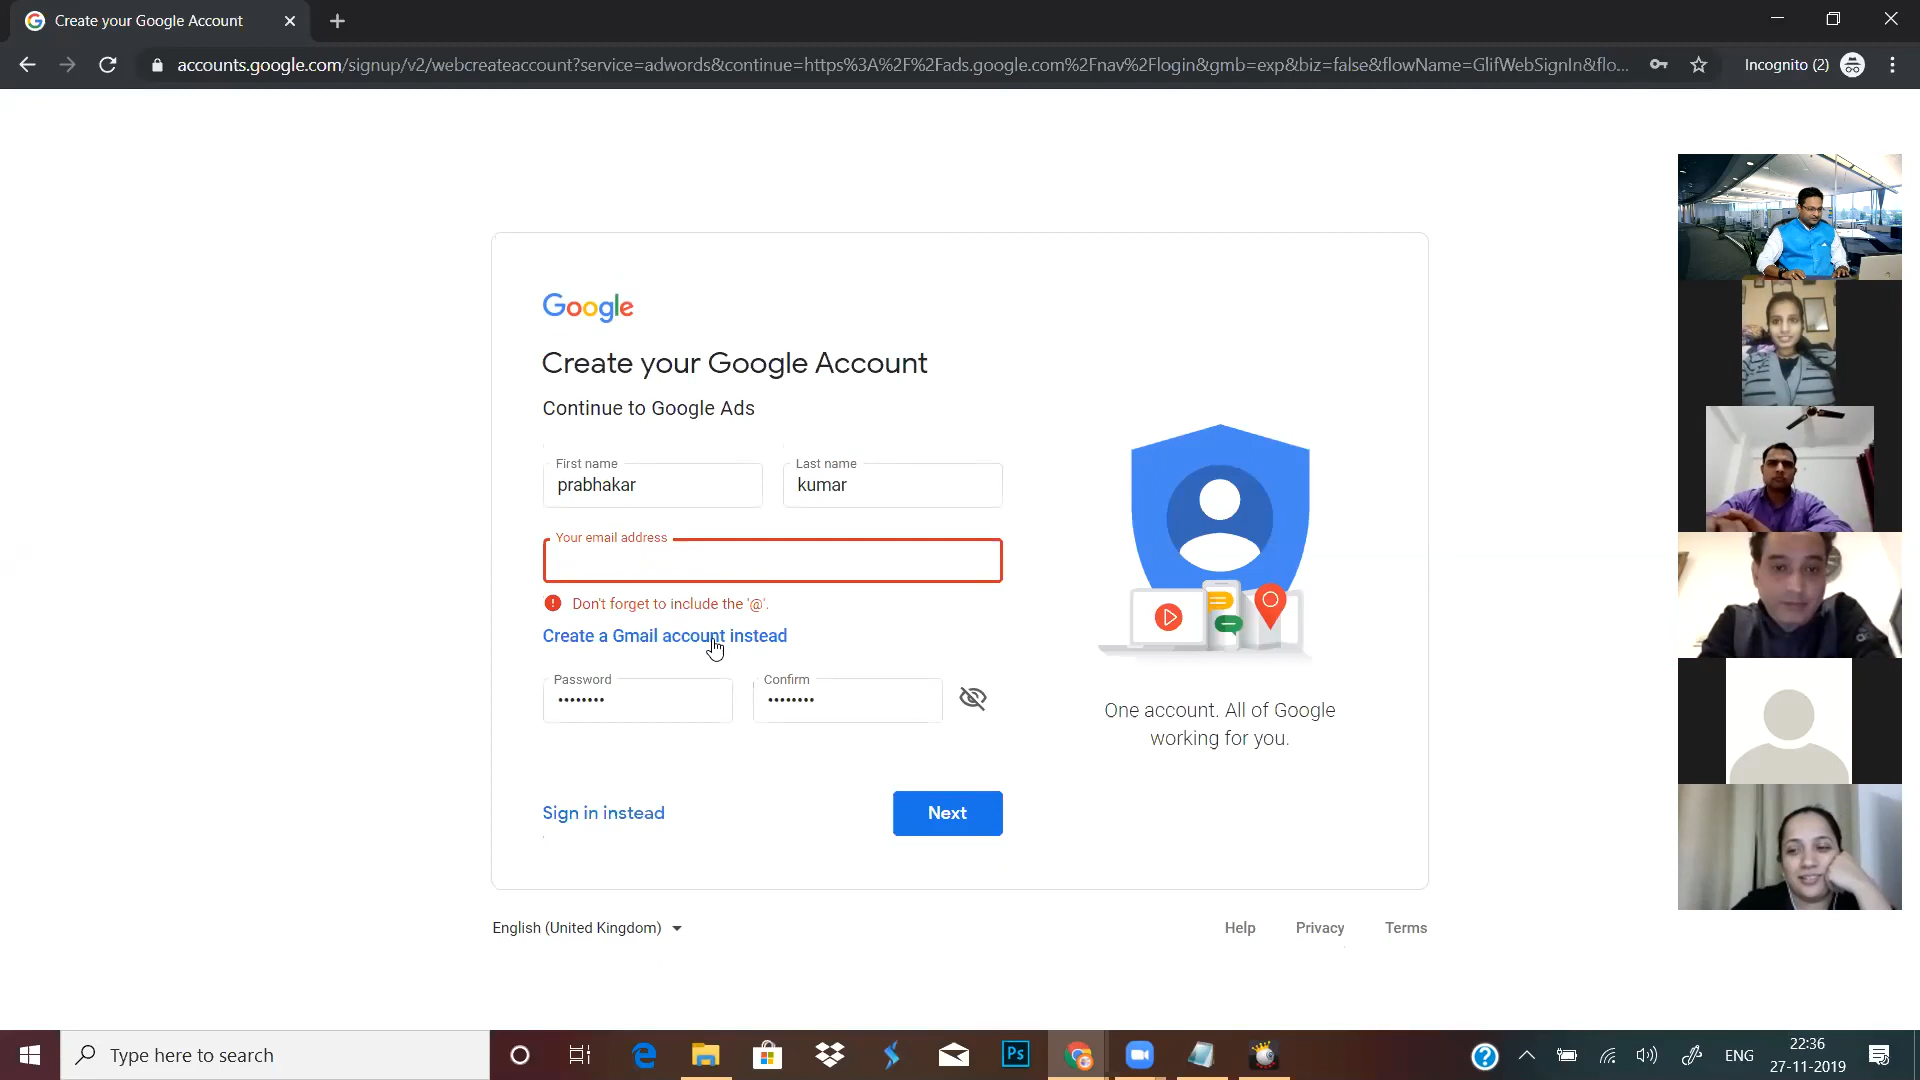 Create your Google Account
accounts.google.com/signup/v2/webcreateaccount?service=adwords&continue=https%3A%2F%2Fads.google.com%2Fnav%2Flogin&gmb=exp&biz=false&flowName=GlifWebSignIn&flo...
Incognito (2)
Google
Create your Google Account
Continue to Google Ads
First name
Last name
prabhakar
kumar
Your email address
Don't forget to include the '@'.
Create a Gmail account instead
Password
Confirm
••••••••
••••••••
One account. All of Google
working for you.
Sign in instead
Next
English (United Kingdom)
Help
Privacy
Terms
Type here to search
Ps
ENG
22:36
27-11-2019